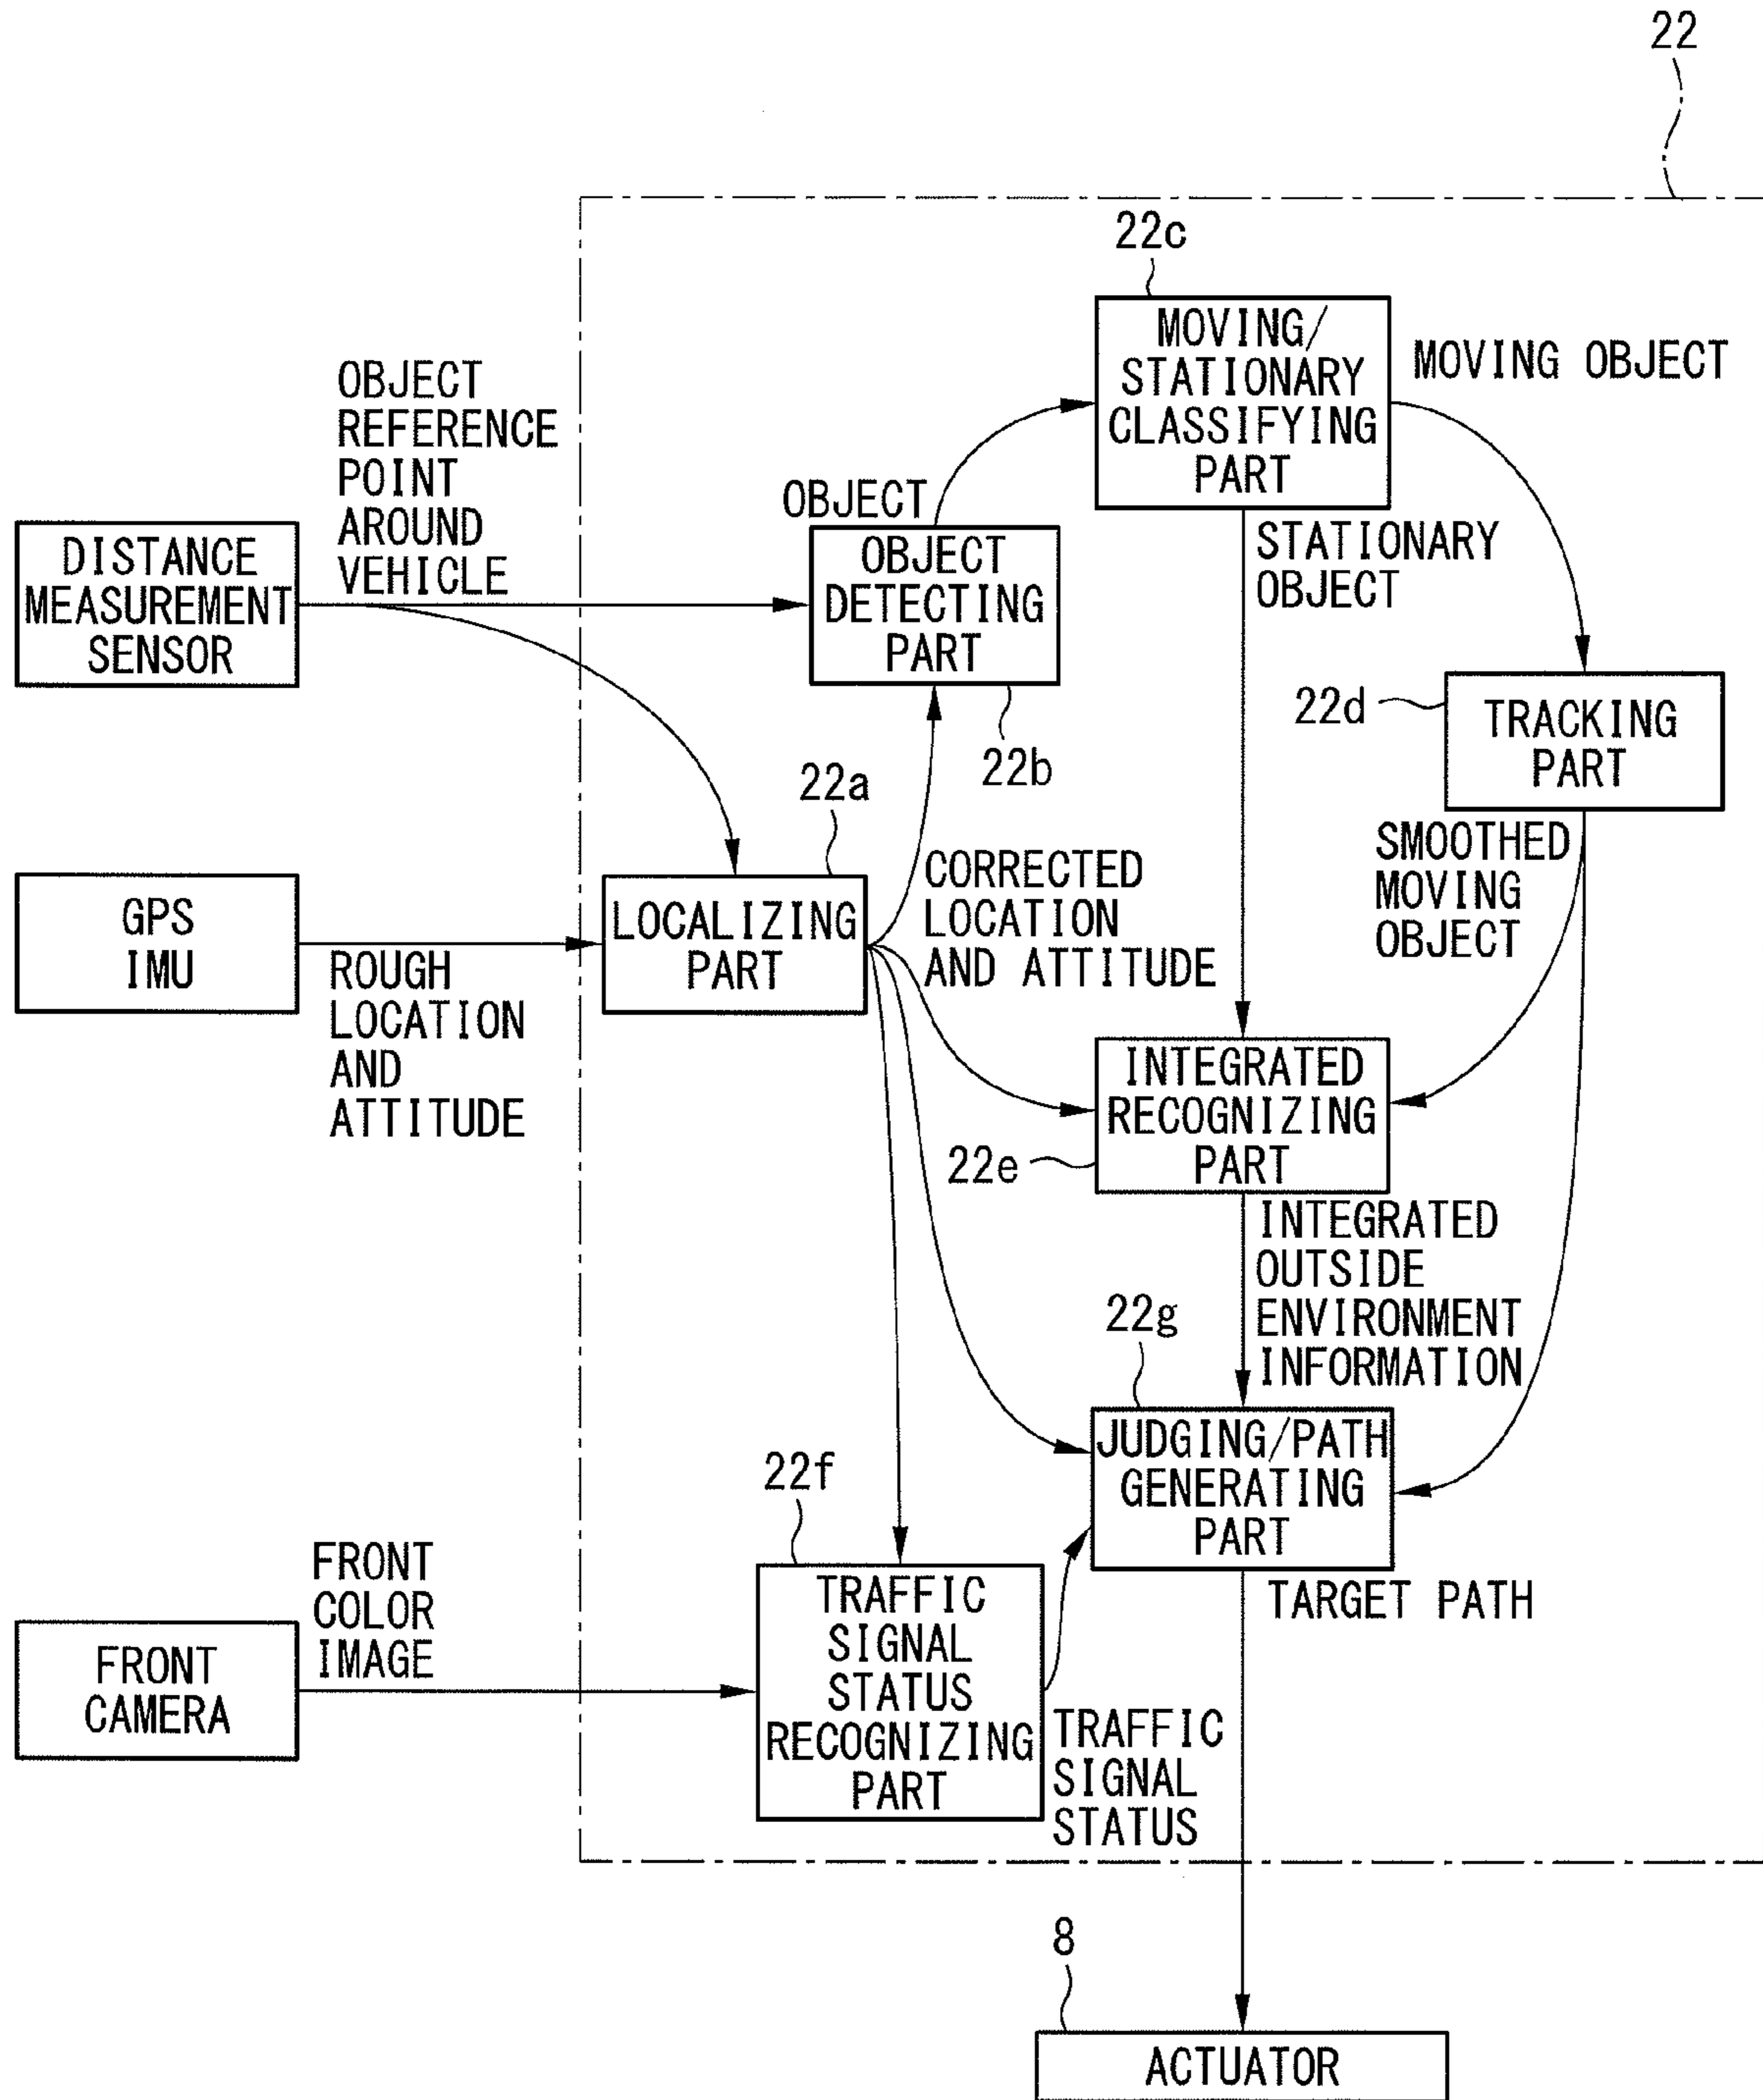 22
22c
MOVING/
STATIONARY
CLASSIFYING
PART
MOVING OBJECT
OBJECT
REFERENCE
POINT
AROUND
VEHICLE
OBJECT
DISTANCE
MEASUREMENT
SENSOR
OBJECT
DETECTING
PART
22b
STATIONARY
OBJECT
22d
TRACKING
PART
22a
SMOOTHED
MOVING
OBJECT
GPS
IMU
ROUGH
LOCATION
AND
ATTITUDE
LOCALIZING
PART
CORRECTED
LOCATION
AND ATTITUDE
INTEGRATED
RECOGNIZING
PART
22e
INTEGRATED
OUTSIDE
ENVIRONMENT
INFORMATION
22g
JUDGING/PATH
GENERATING
PART
22f
FRONT
COLOR
IMAGE
FRONT
CAMERA
TRAFFIC
SIGNAL
STATUS
RECOGNIZING
PART
TRAFFIC
SIGNAL
STATUS
TARGET PATH
8
ACTUATOR